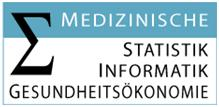 Σ MEDIZINISCHE
STATISTIK
INFORMATIK
GESUNDHEITSÖKONOMIE